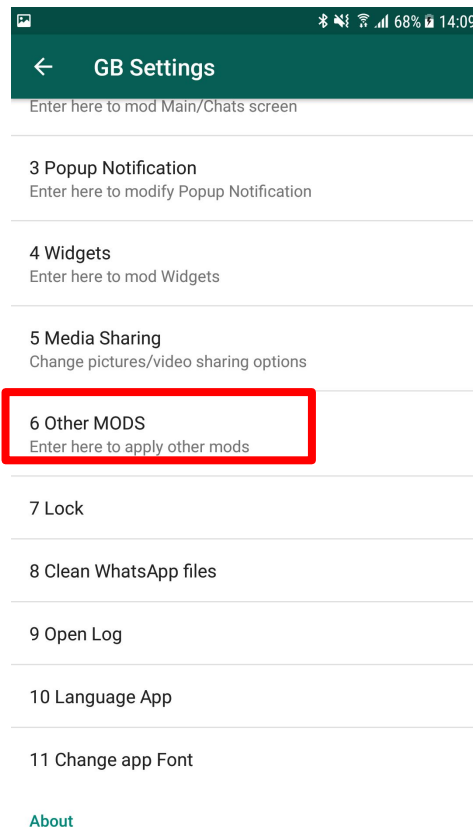 68% 14:09
GB Settings
Enter here to mod Main/Chats screen
3 Popup Notification
Enter here to modify Popup Notification
4 Widgets
Enter here to mod Widgets
5 Media Sharing
Change pictures/video sharing options
6 Other MODS
Enter here to apply other mods
7 Lock
8 Clean WhatsApp files
9 Open Log
10 Language App
11 Change app Font
About